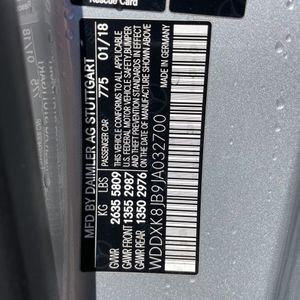 Rescue Card
MFD BY DAIMLER AG STUTTGART
PASSENGER CAR 775 01/18
KG LBS
GVWR 2635 5809
GAWR FRONT 1355 2987
GAWR REAR 1350 2976
THIS VEHICLE CONFORMS TO ALL APPLICABLE
U.S. FEDERAL MOTOR VEHICLE SAFETY, BUMPER,
AND THEFT PREVENTION STANDARDS IN EFFECT
ON THE DATE OF MANUFACTURE SHOWN ABOVE.
MADE IN GERMANY
WDDXK8JB9JA032700